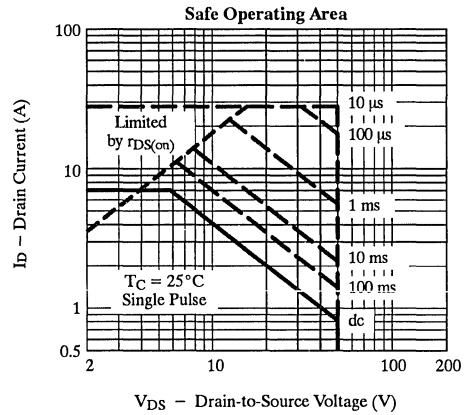 Safe Operating Area
100
10
1
0.5
I_D – Drain Current (A)
Limited
by r_DS(on)
10 µs
100 µs
1 ms
10 ms
100 ms
dc
T_C = 25°C
Single Pulse
2
10
100
200
V_DS – Drain-to-Source Voltage (V)